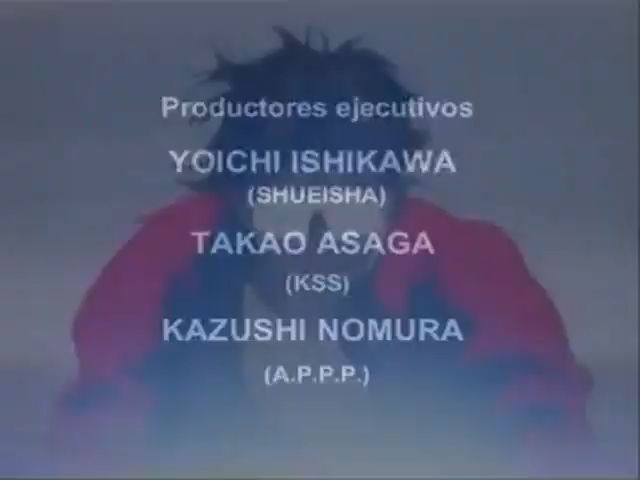 Productores ejecutivos
YOICHI ISHIKAWA
(SHUEISHA)
TAKAO ASAGA
(KSS)
KAZUSHI NOMURA
(A.P.P.P.)